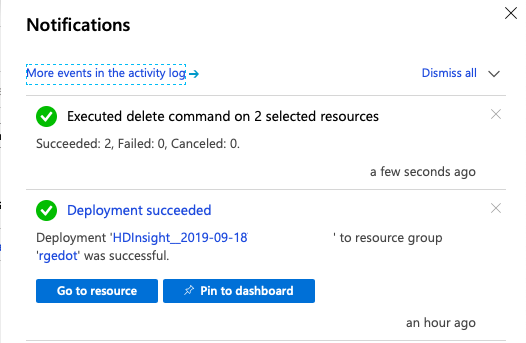 Notifications
More events in the activity log →
Dismiss all
Executed delete command on 2 selected resources
Succeeded: 2, Failed: 0, Canceled: 0.
a few seconds ago
Deployment succeeded
Deployment 'HDInsight__2019-09-18 ' to resource group
'rgedot' was successful.
Go to resource
Pin to dashboard
an hour ago